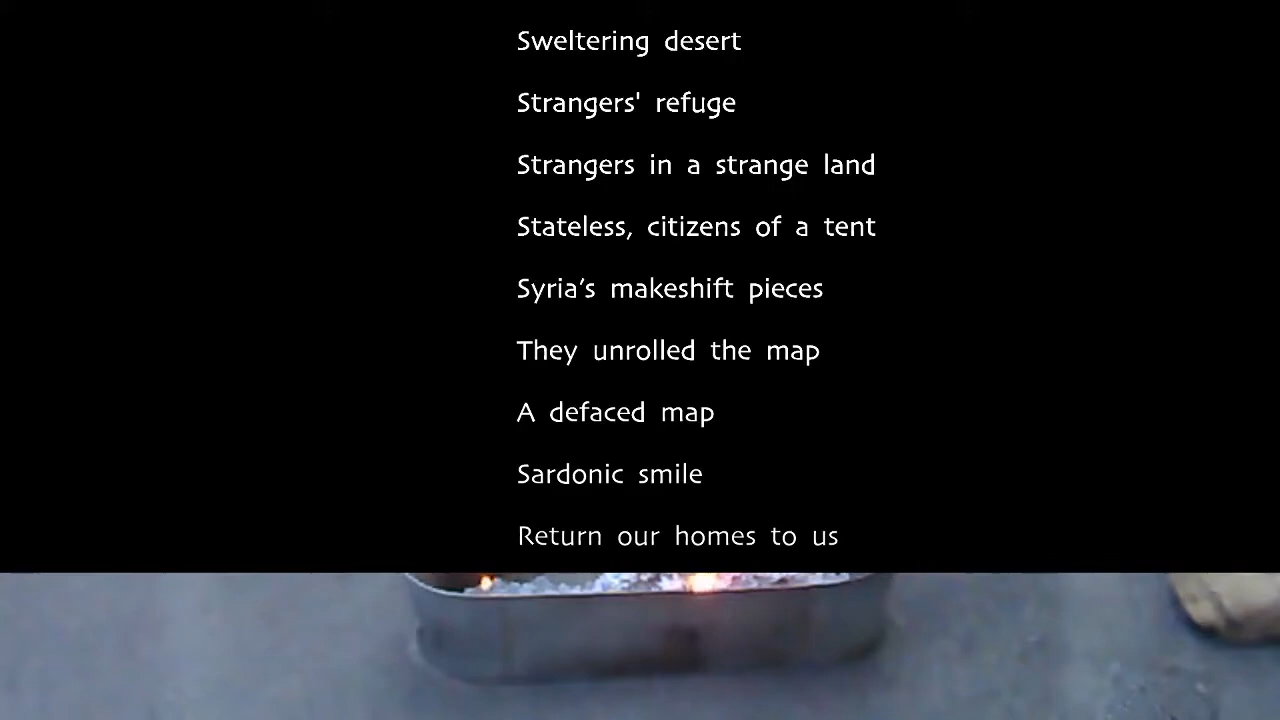 Sweltering desert
Strangers' refuge
Strangers in a strange land
Stateless, citizens of a tent
Syria’s makeshift pieces
They unrolled the map
A defaced map
Sardonic smile
Return our homes to us